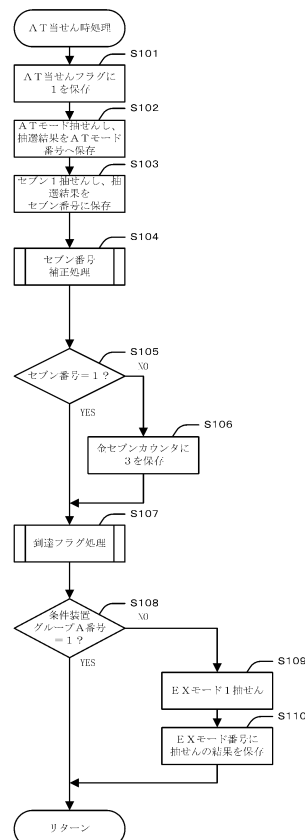 AT当せん時処理
S101
AT当せんフラグに
1を保存
S102
ATモード抽せんし、
抽選結果をATモード
番号へ保存
S103
セブン1抽せんし、抽
選結果を
セブン番号に保存
S104
セブン番号
補正処理
S105
セブン番号=1?
NO
YES
S106
金セブンカウンタに
3を保存
S107
到達フラグ処理
S108
条件装置
グループA番号
=1?
NO
YES
S109
EXモード1抽せん
S110
EXモード番号に
抽せんの結果を保存
リターン